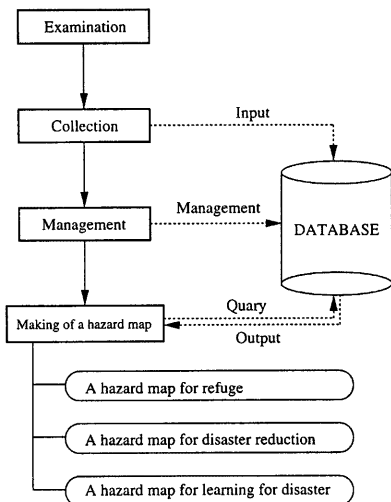 Examination
Input
Collection
Management
Management
DATABASE
Quary
Making of a hazard map
Output
A hazard map for refuge
A hazard map for disaster reduction
A hazard map for learning for disaster